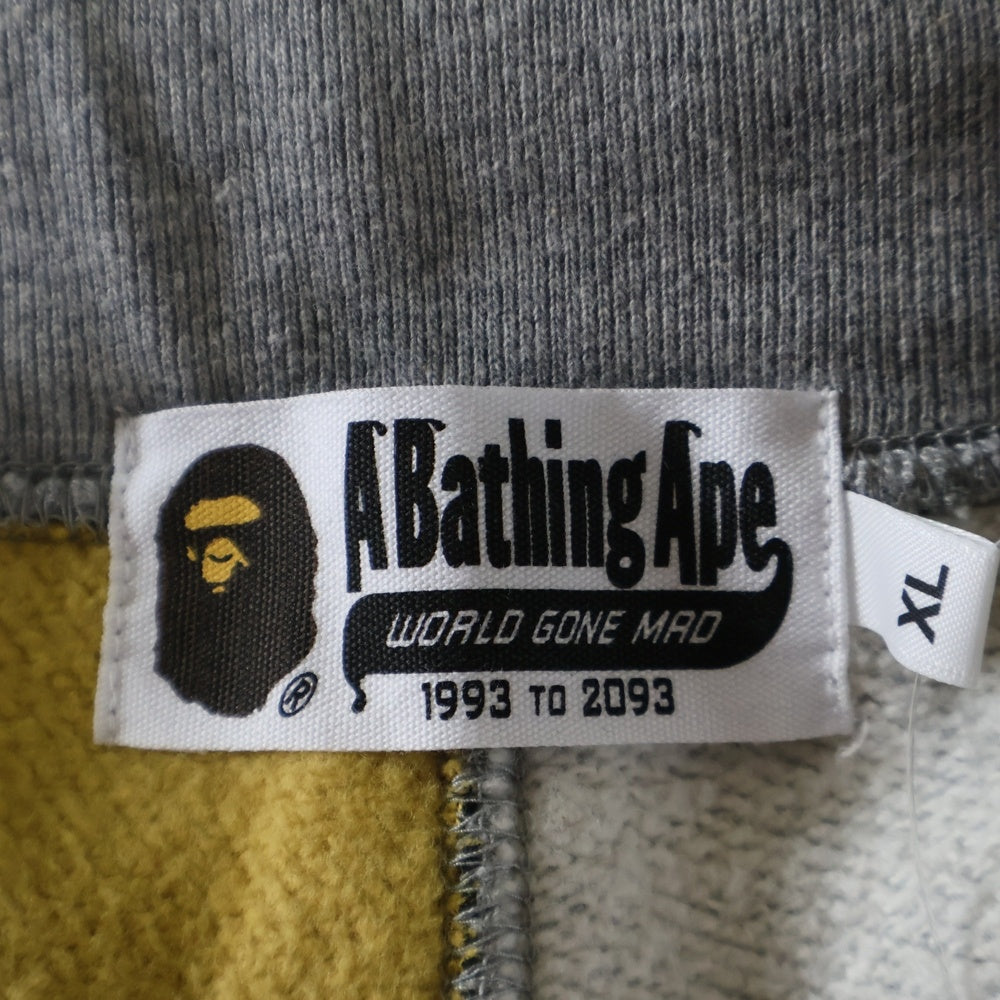 A Bathing Ape
WORLD GONE MAD
1993 TO 2093
®
XL